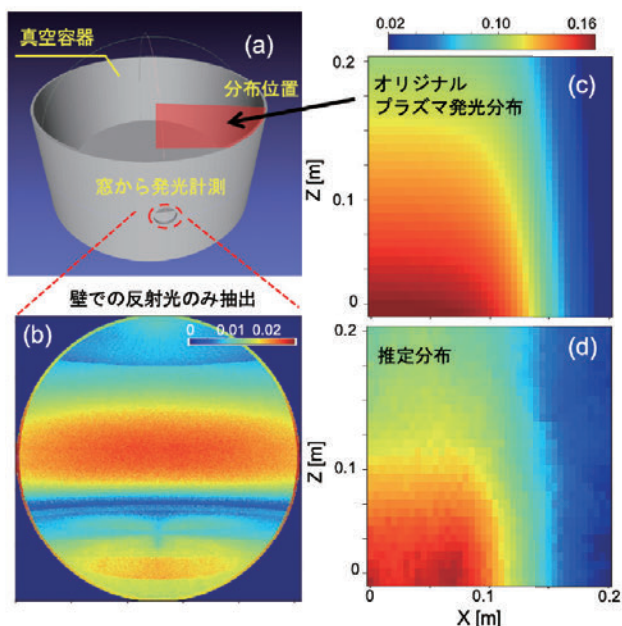 真空容器
(a)
分布位置
窓から発光計測
壁での反射光のみ抽出
(b)
0 0.01 0.02
0.02 0.10 0.16
オリジナル
プラズマ発光分布
(c)
0.2
Z [m]
0.1
0
推定分布
(d)
0.2
Z [m]
0.1
0
0 0.1 0.2
X [m]